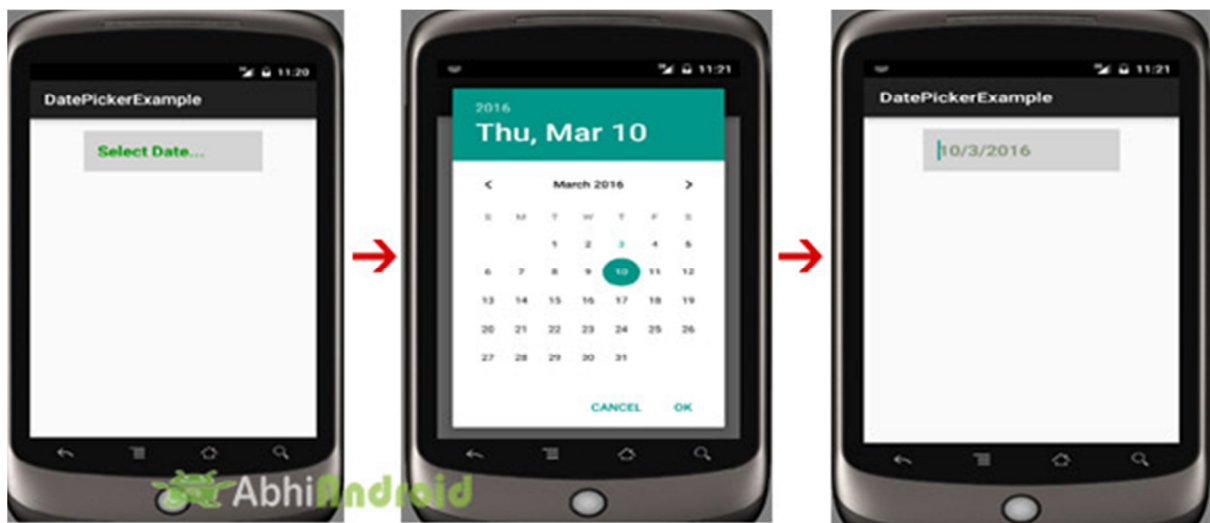 11:20
DatePickerExample
Select Date...
11:21
2016
Thu, Mar 10
< March 2016 >
S M T W T F S
1 2 3 4 5
6 7 8 9 10 11 12
13 14 15 16 17 18 19
20 21 22 23 24 25 26
27 28 29 30 31
CANCEL OK
11:21
DatePickerExample
10/3/2016
AbhiAndroid